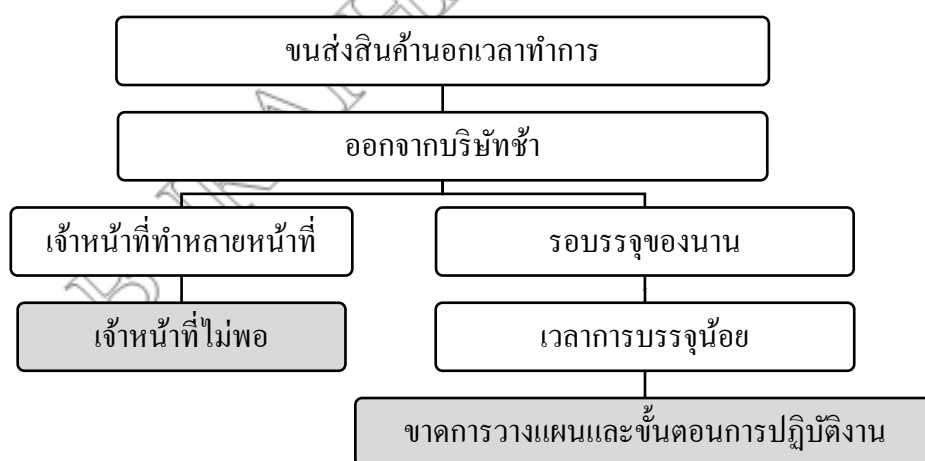 ขนส่งสินค้านอกเวลาทำการ
ออกจากบริษัทช้า
เจ้าหน้าที่ทำหลายหน้าที่
รอบรรจุของนาน
เจ้าหน้าที่ไม่พอ
เวลาการบรรจุน้อย
ขาดการวางแผนและขั้นตอนการปฏิบัติงาน